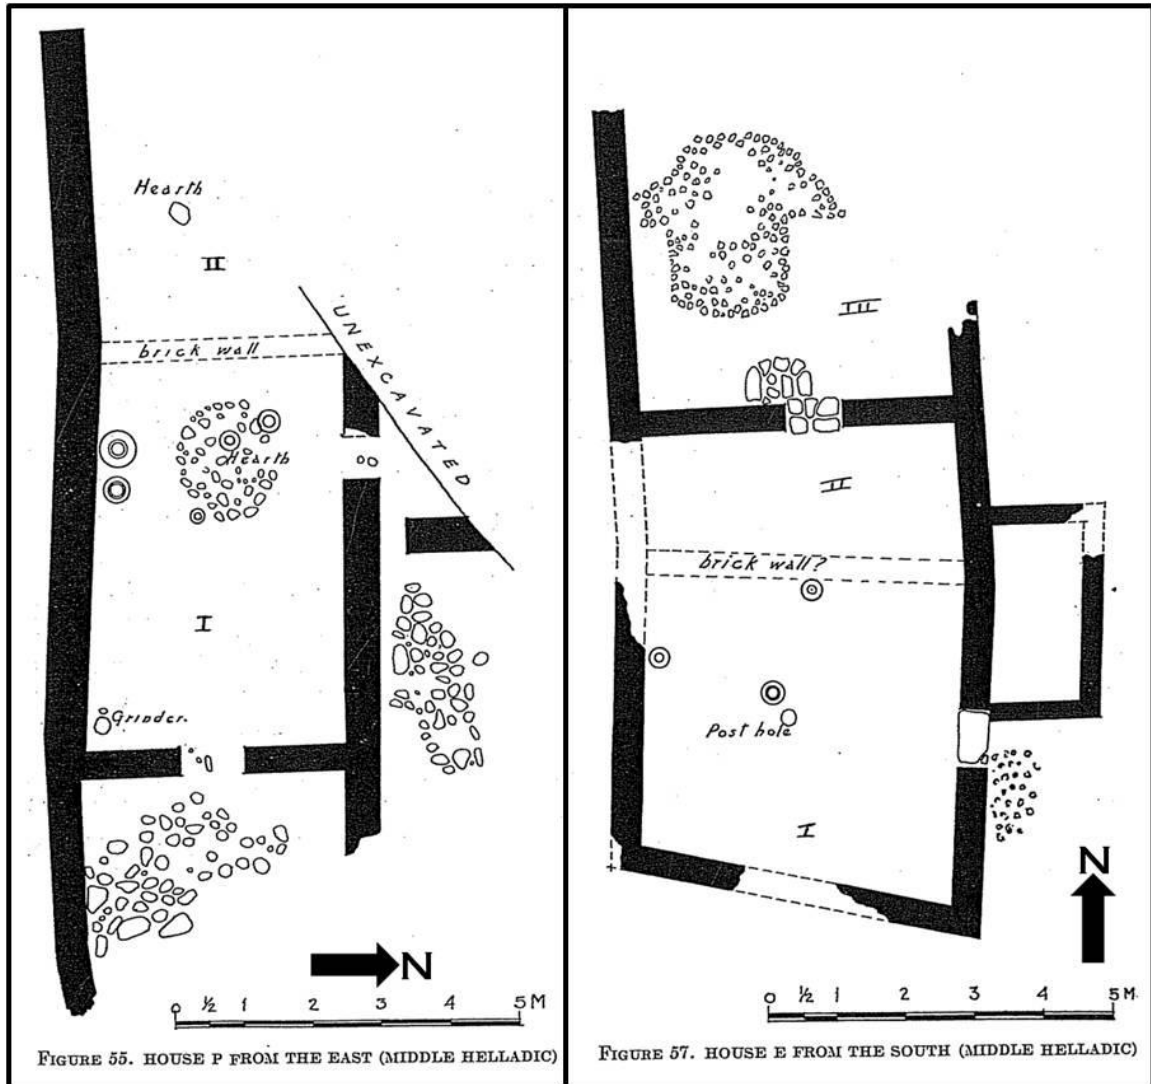 Hearth
II
UNEXCAVATED
brick wall
Hearth
I
Grinder.
N
0 ½ 1 2 3 4 5 M
FIGURE 55. HOUSE P FROM THE EAST (MIDDLE HELLADIC)
III
II
brick wall?
Post hole
I
N
0 ½ 1 2 3 4 5 M.
FIGURE 57. HOUSE E FROM THE SOUTH (MIDDLE HELLADIC)